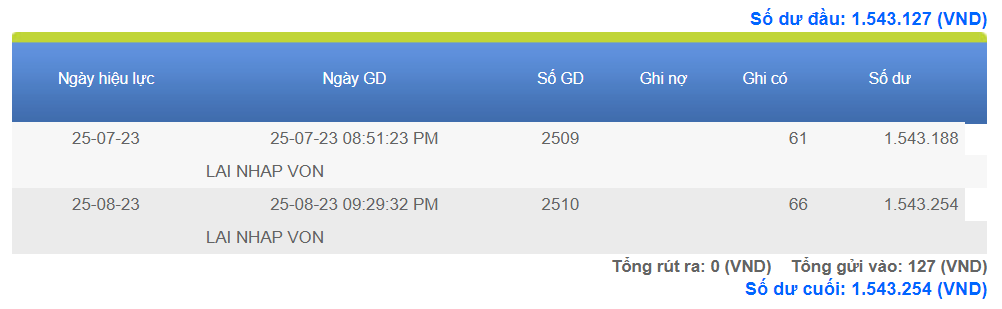 Số dư đầu: 1.543.127 (VND)
Ngày hiệu lực Ngày GD Số GD Ghi nợ Ghi có Số dư
25-07-23 25-07-23 08:51:23 PM 2509 61 1.543.188
LAI NHAP VON
25-08-23 25-08-23 09:29:32 PM 2510 66 1.543.254
LAI NHAP VON
Tổng rút ra: 0 (VND) Tổng gửi vào: 127 (VND)
Số dư cuối: 1.543.254 (VND)